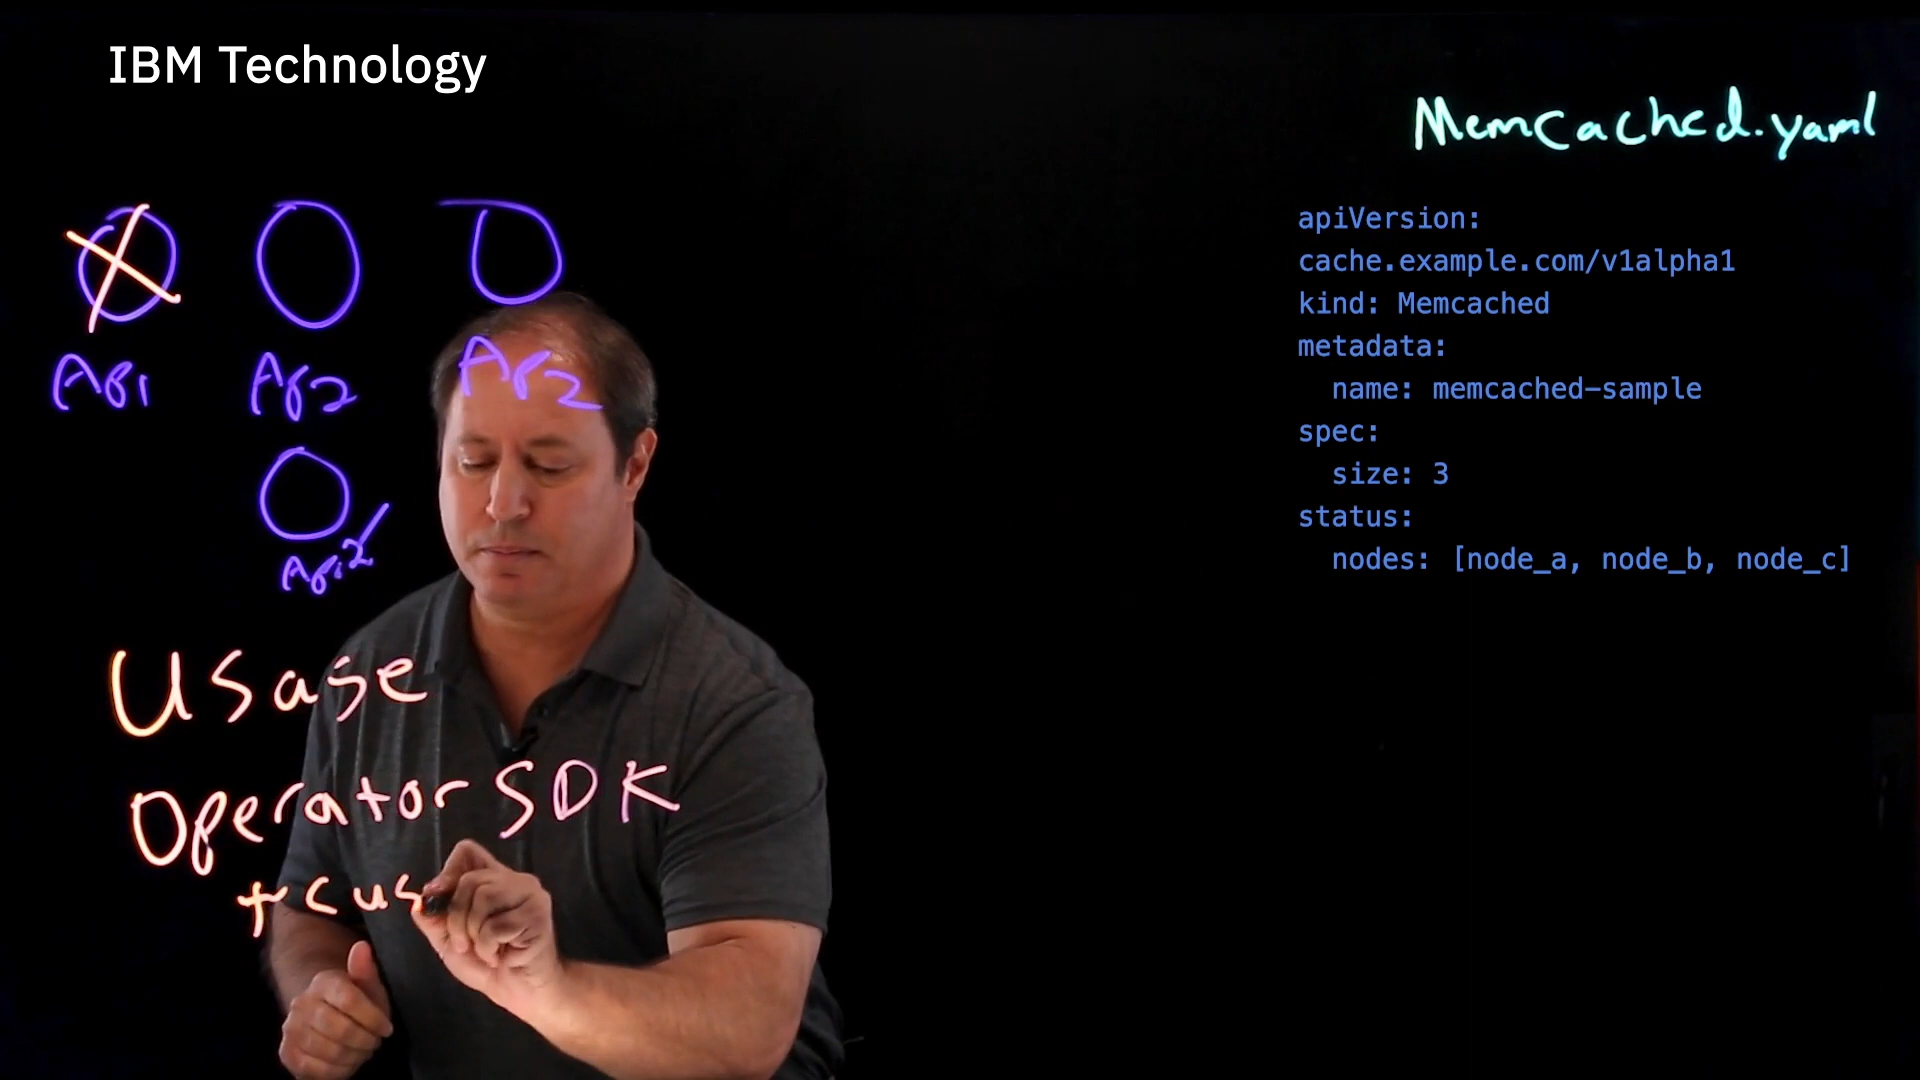 IBM Technology
Memcached.yaml
apiVersion:
cache.example.com/v1alpha1
kind: Memcached
metadata:
name: memcached-sample
spec:
size: 3
status:
nodes: [node_a, node_b, node_c]
Usage
Operator SDK